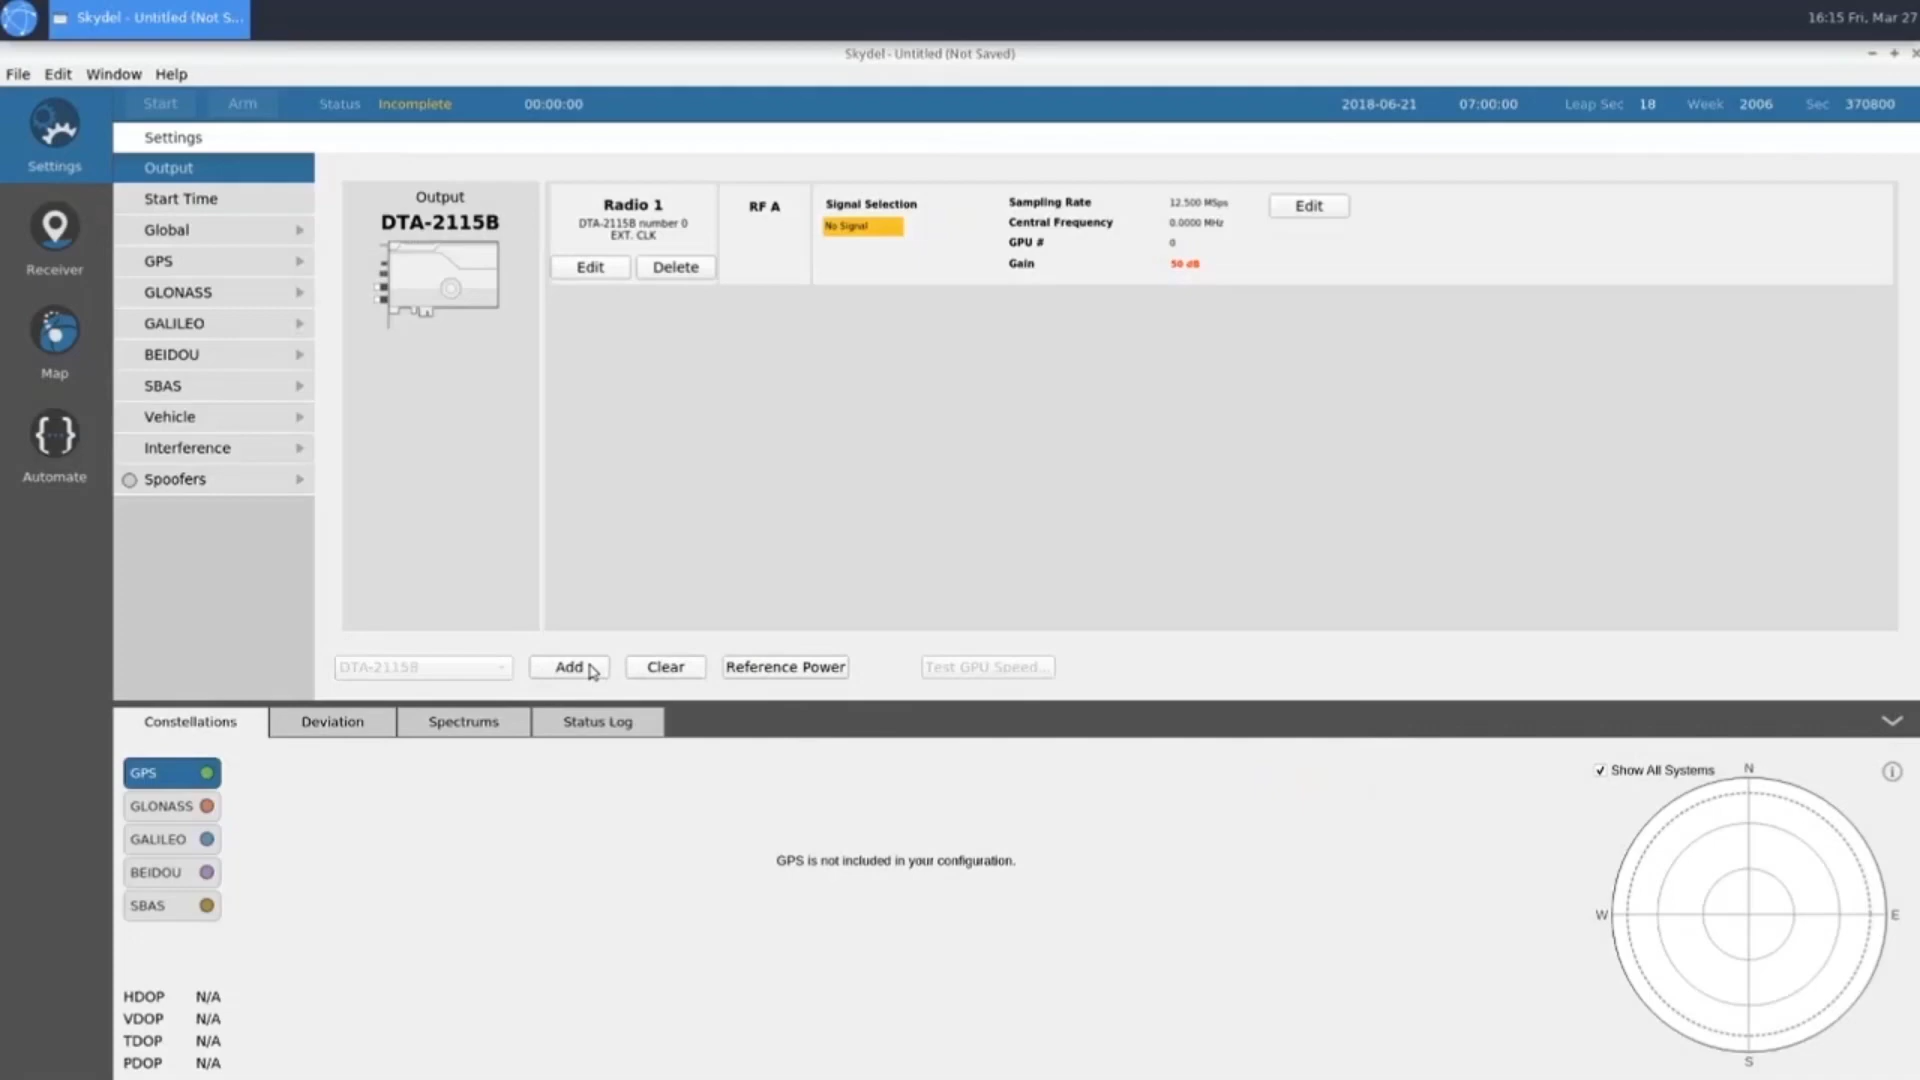 Skydel - Untitled (Not S...
16:15 Fri, Mar 27
Skydel - Untitled (Not Saved)
File Edit Window Help
Start Arm Status Incomplete 00:00:00 2018-06-21 07:00:00 Leap Sec 18 Week 2006 Sec 370800
Settings
Receiver
Map
Automate
Settings
Output
Start Time
Global
GPS
GLONASS
GALILEO
BEIDOU
SBAS
Vehicle
Interference
Spoofers
Output
DTA-2115B
Radio 1
DTA-2115B number 0
EXT. CLK
Edit Delete
RF A
Signal Selection
No Signal
Sampling Rate 12.500 MSps
Central Frequency 0.0000 MHz
GPU # 0
Gain 50 dB
Edit
DTA-2115B Add Clear Reference Power Test GPU Speed...
Constellations Deviation Spectrums Status Log
GPS
GLONASS
GALILEO
BEIDOU
SBAS
GPS is not included in your configuration.
Show All Systems
N
W
E
S
HDOP N/A
VDOP N/A
TDOP N/A
PDOP N/A